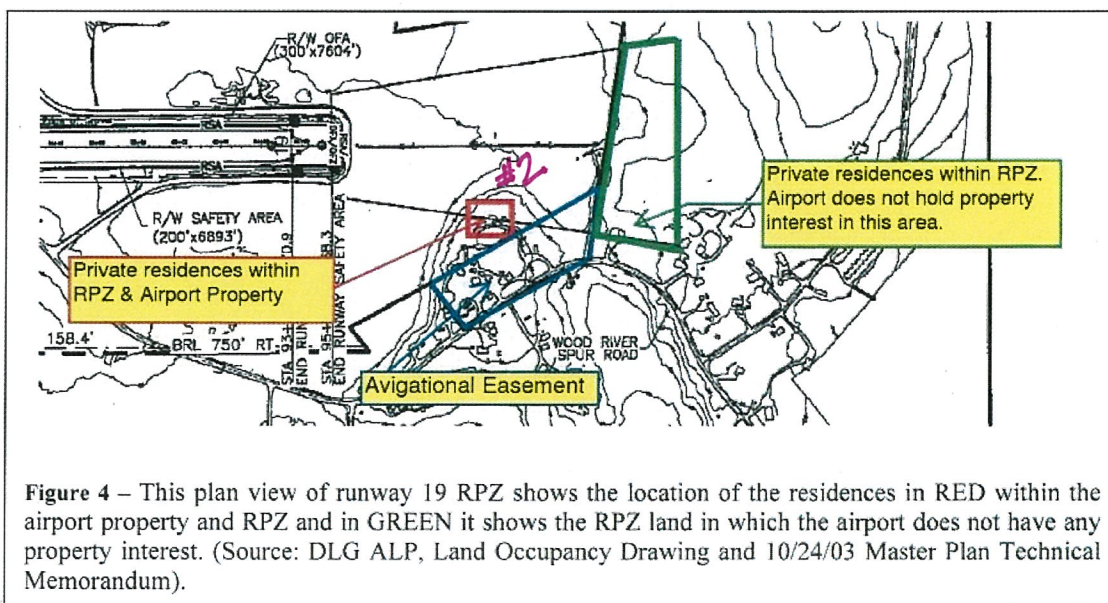 R/W OFA
(300'x7604')
RSA
RSA
R/W SAFETY AREA
(200'x6893')
#2
Private residences within RPZ.
Airport does not hold property
interest in this area.
Private residences within
RPZ & Airport Property
158.4'
BRL 750' RT.
END RUNWAY SAFETY AREA
WOOD RIVER
SPUR ROAD
Avigational Easement
Figure 4 – This plan view of runway 19 RPZ shows the location of the residences in RED within the
airport property and RPZ and in GREEN it shows the RPZ land in which the airport does not have any
property interest. (Source: DLG ALP, Land Occupancy Drawing and 10/24/03 Master Plan Technical
Memorandum).